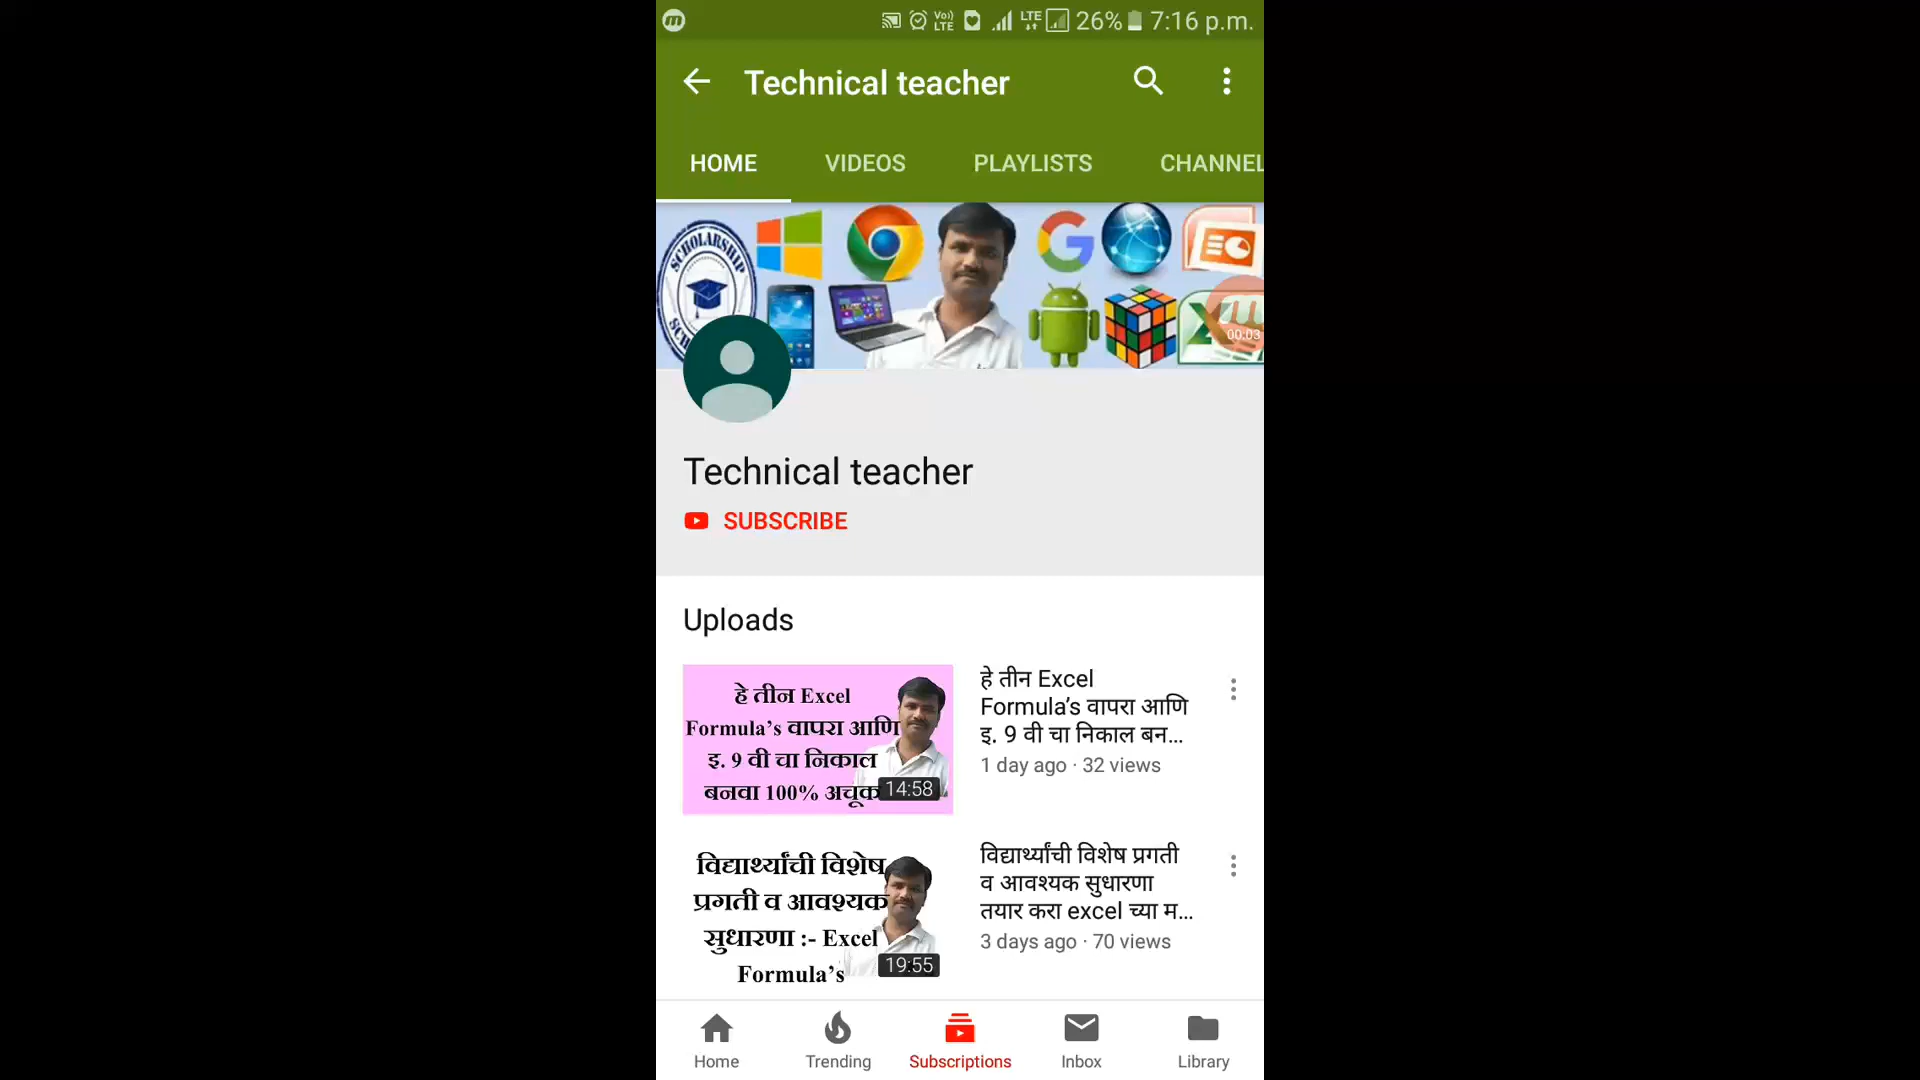 26% 7:16 p.m.
Technical teacher
HOME VIDEOS PLAYLISTS CHANNEL
SCHOLARSHIP
00:03
Technical teacher
SUBSCRIBE
Uploads
हे तीन Excel
Formula’s वापरा आणि
इ. 9 वी चा निकाल
बनवा 100% अचूक
14:58
हे तीन Excel
Formula’s वापरा आणि
इ. 9 वी चा निकाल बन...
1 day ago · 32 views
विद्यार्थ्यांची विशेष
प्रगती व आवश्यक
सुधारणा :- Excel
Formula’s
19:55
विद्यार्थ्यांची विशेष प्रगती
व आवश्यक सुधारणा
तयार करा excel च्या म...
3 days ago · 70 views
Home Trending Subscriptions Inbox Library